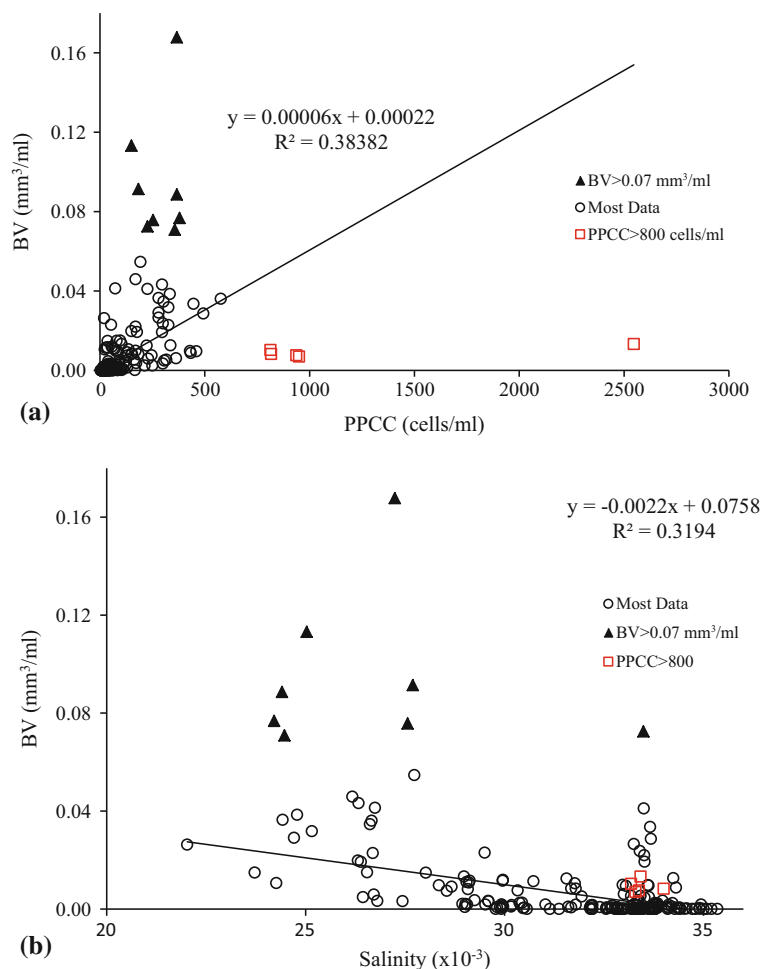 0.16
0.12
0.08
0.04
0.00
BV (mm³/ml)
y = 0.00006x + 0.00022
R² = 0.38382
BV>0.07 mm³/ml
Most Data
PPCC>800 cells/ml
0 500 1000 1500 2000 2500 3000
PPCC (cells/ml)
(a)
0.16
0.12
0.08
0.04
0.00
BV (mm³/ml)
y = -0.0022x + 0.0758
R² = 0.3194
Most Data
BV>0.07 mm³/ml
PPCC>800
20 25 30 35
Salinity (x10⁻³)
(b)